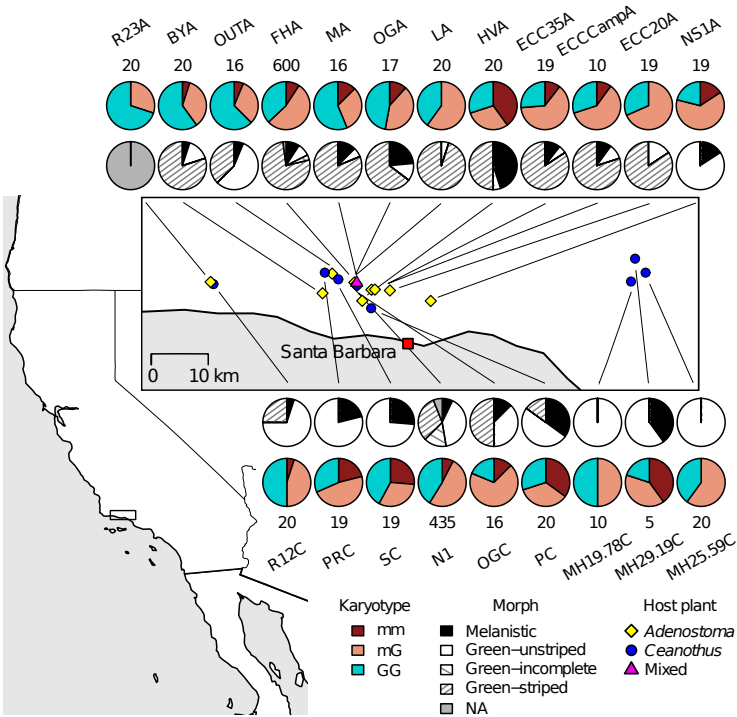 R23A BYA OUTA FHA MA OGA LA HVA ECC35A ECCCampA ECC20A NS1A
20 20 16 600 16 17 20 20 19 10 19 19
Santa Barbara
0 10 km
20 19 19 435 16 20 10 5 20
R12C PRC SC N1 OGC PC MH19.78C MH29.19C MH25.59C
Karyotype Morph Host plant
mm Melanistic Adenostoma
mG Green−unstriped Ceanothus
GG Green−incomplete Mixed
Green−striped
NA